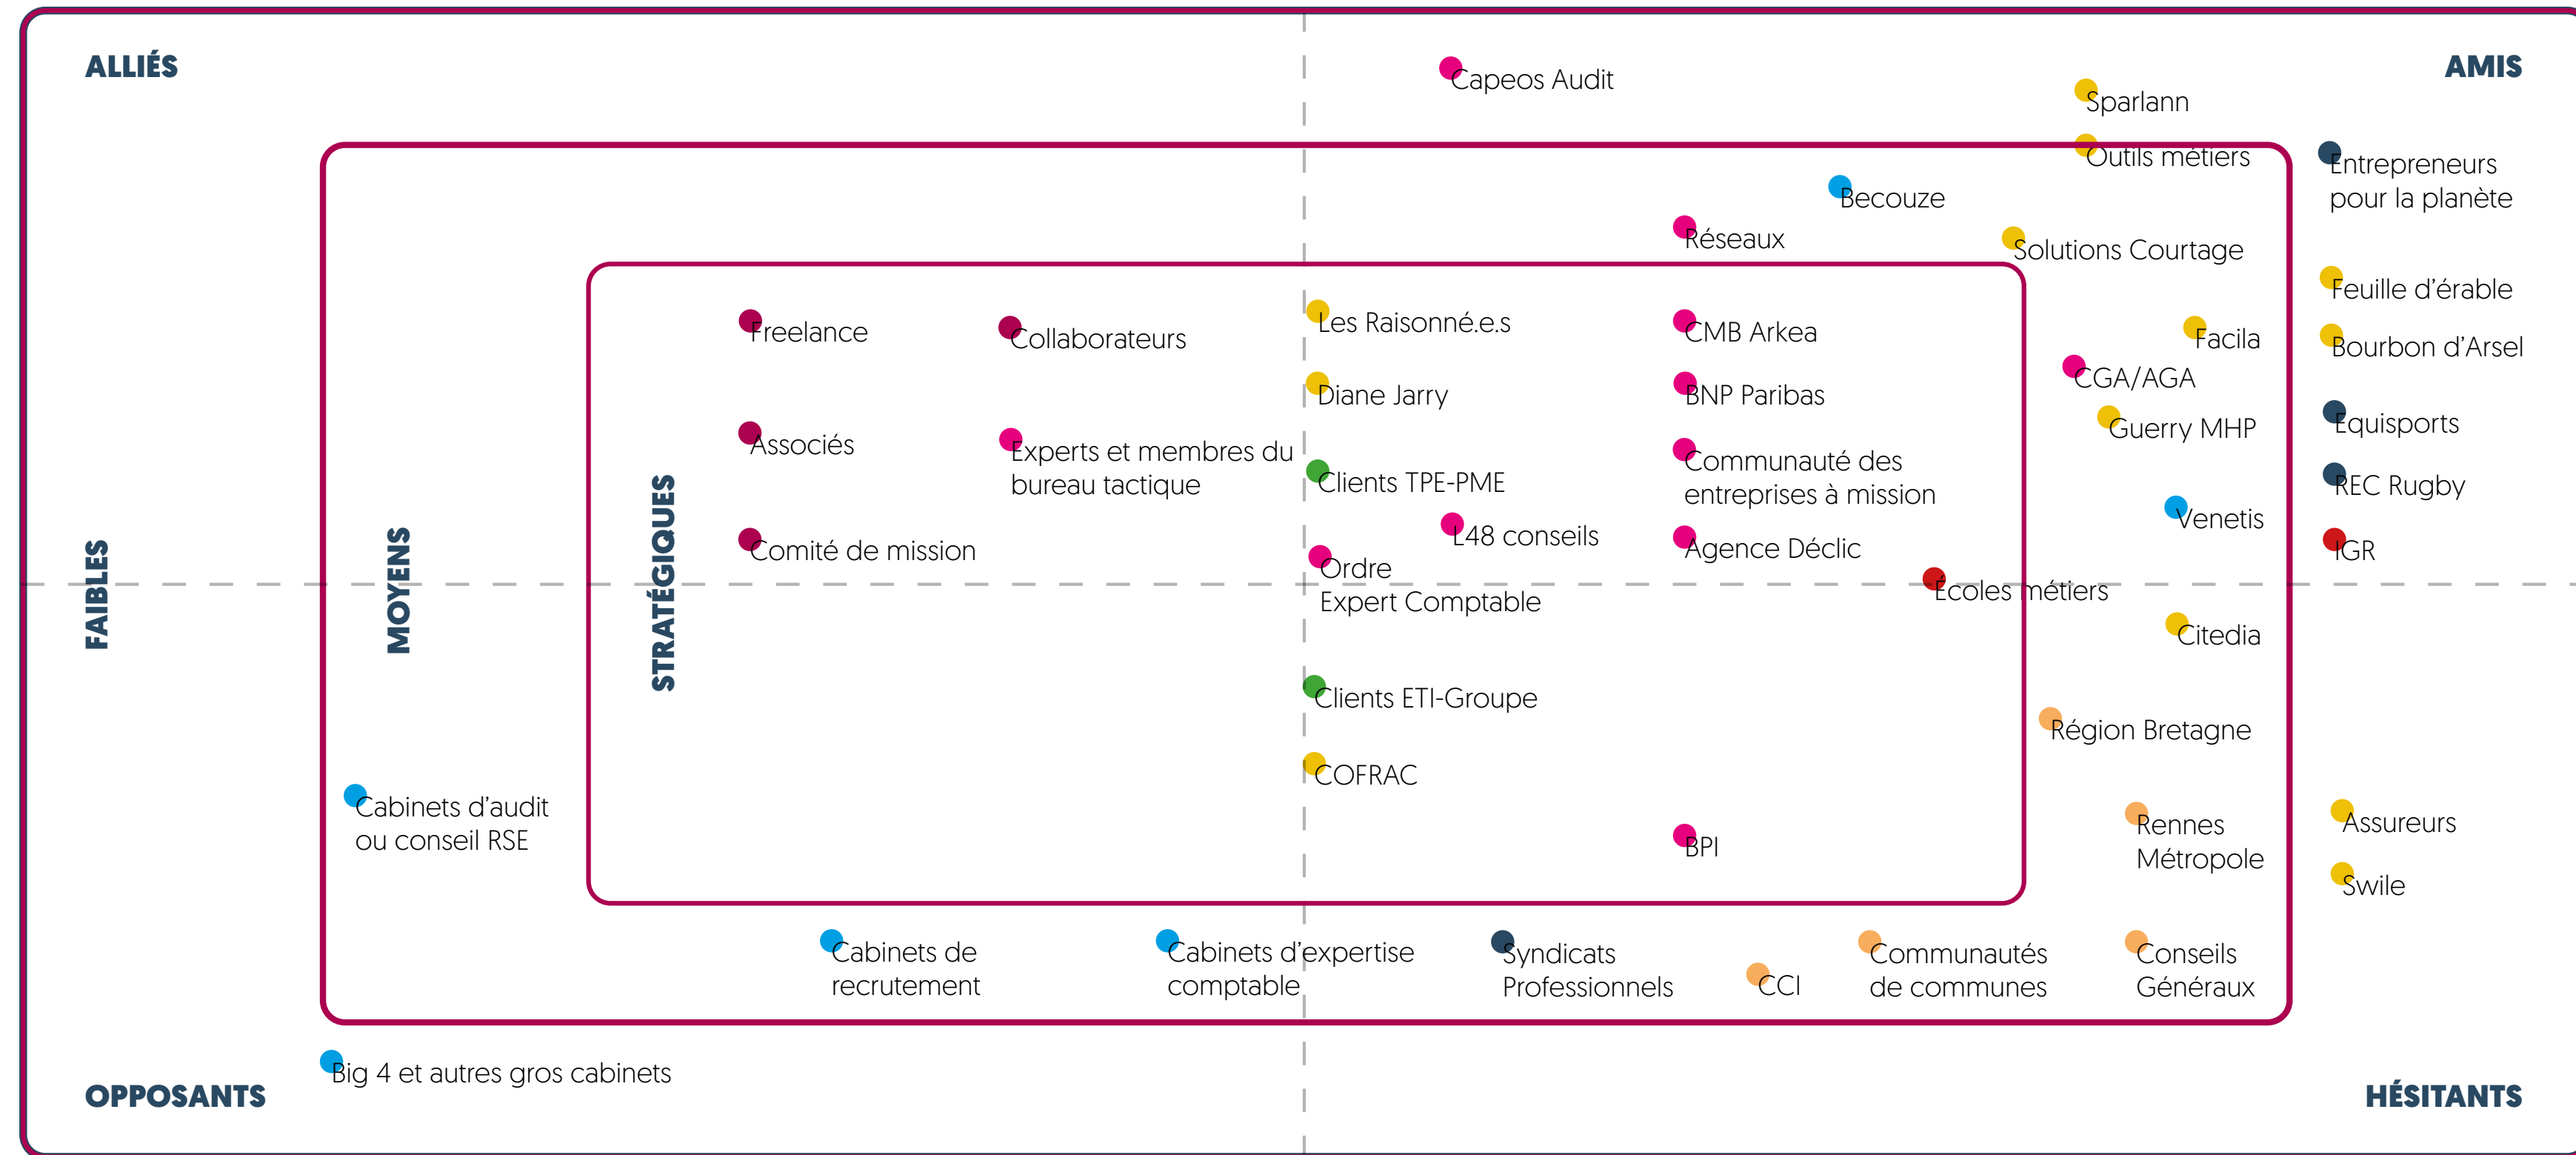 ALLIÉS
AMIS
Capeos Audit
Sparlann
Outils métiers
Entrepreneurs
pour la planète
Becouze
Réseaux
Solutions Courtage
Feuille d’érable
Les Raisonné.e.s
CMB Arkea
Freelance
Collaborateurs
Facila
Bourbon d’Arsel
CGA/AGA
Diane Jarry
BNP Paribas
Equisports
Guerry MHP
Associés
Experts et membres du
bureau tactique
Communauté des
entreprises à mission
Clients TPE-PME
REC Rugby
Venetis
L48 conseils
Agence Déclic
Comité de mission
IGR
Ordre
Expert Comptable
Écoles métiers
FAIBLES
MOYENS
STRATÉGIQUES
Citedia
Clients ETI-Groupe
Région Bretagne
COFRAC
Cabinets d’audit
ou conseil RSE
BPI
Rennes
Métropole
Assureurs
Swile
Cabinets de
recrutement
Cabinets d’expertise
comptable
Syndicats
Professionnels
CCI
Communautés
de communes
Conseils
Généraux
Big 4 et autres gros cabinets
OPPOSANTS
HÉSITANTS